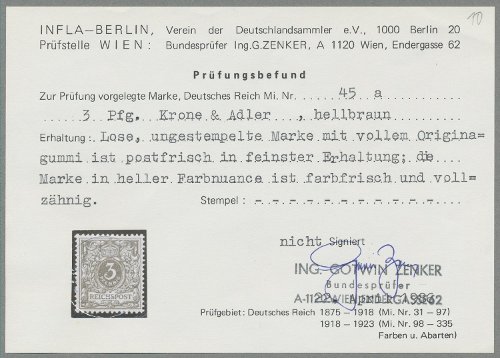 10
INFLA–BERLIN, Verein der Deutschlandsammler e.V., 1000 Berlin 20
Prüfstelle WIEN: Bundesprüfer Ing.G.ZENKER, A 1120 Wien, Endergasse 62
Prüfungsbefund
Zur Prüfung vorgelegte Marke, Deutsches Reich Mi. Nr. 45 a
3 Pfg. Krone & Adler , hellbraun
Erhaltung: Lose, ungestempelte Marke mit vollem Origina-
gummi ist postfrisch in feinster Erhaltung; die
Marke in heller Farbnuance ist farbfrisch und voll-
zähnig. Stempel: -.-.-.-.-.-.-.-.-.-
3
REICHSPOST
nicht Signiert
ING. GOTWIN ZENKER
Bundesprüfer
A-1120 WIEN, ENDERGASSE 62
Prüfgebiet: Deutsches Reich 1875 – 1918 (Mi. Nr. 31 – 97)
1918 – 1923 (Mi. Nr. 98 – 335
Farben u. Abarten)